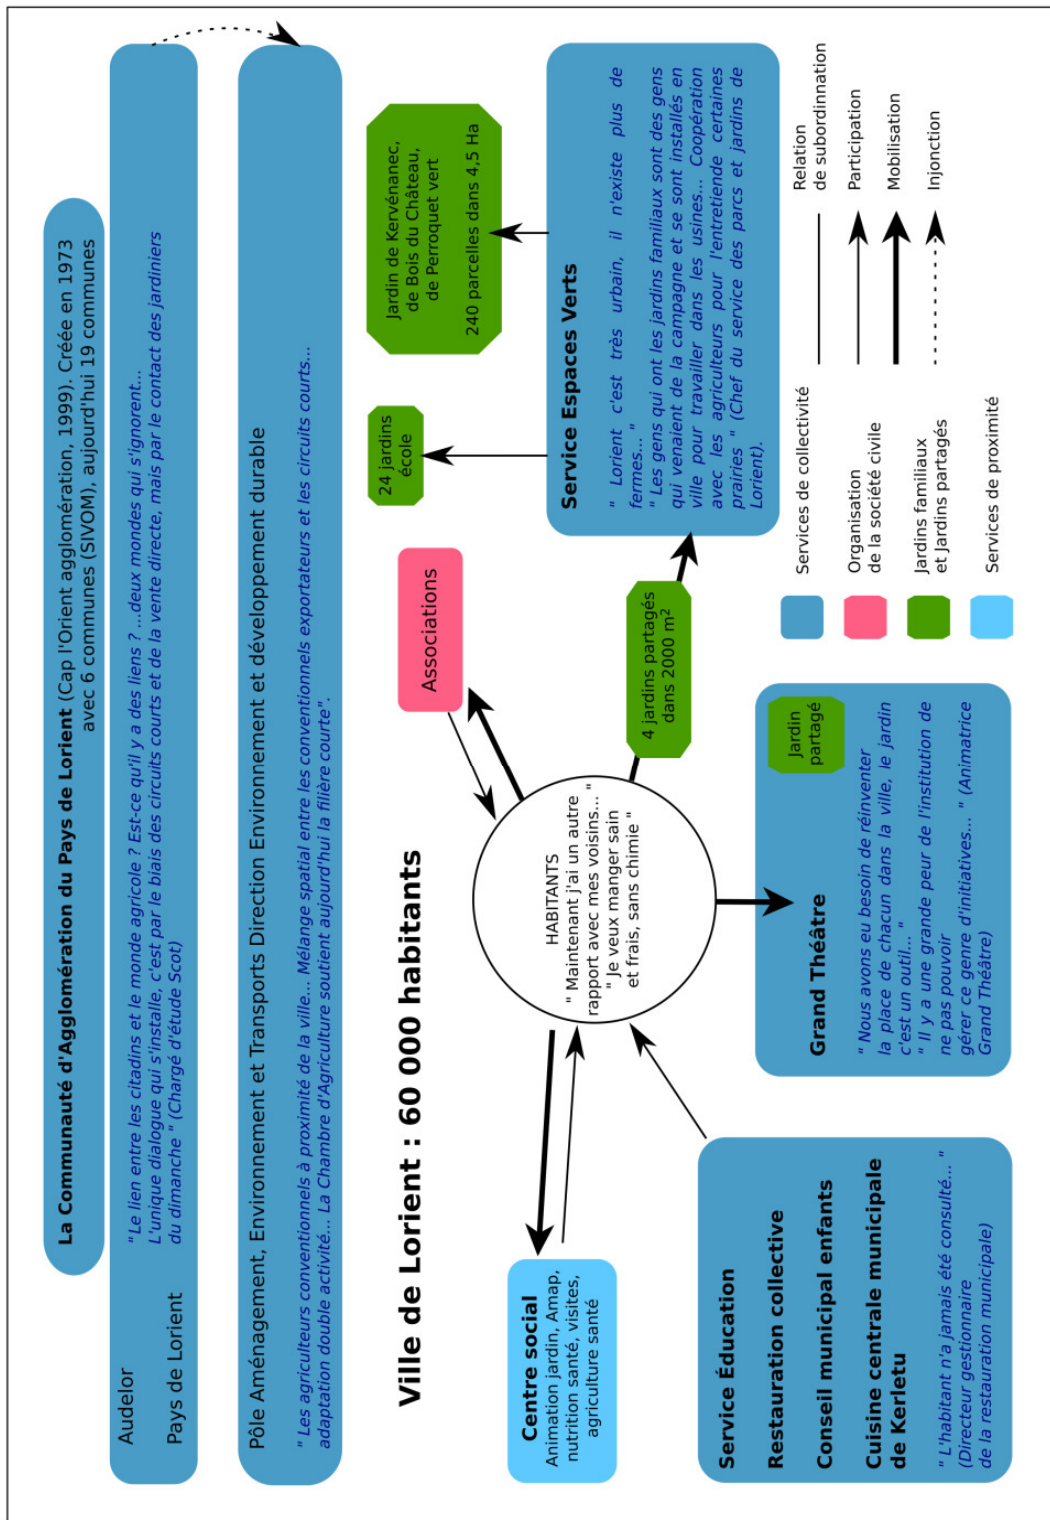 La Communauté d'Agglomération du Pays de Lorient (Cap l'Orient agglomération, 1999). Créée en 1973
avec 6 communes (SIVOM), aujourd'hui 19 communes
Audelor
Pays de Lorient
"Le lien entre les citadins et le monde agricole ? Est-ce qu'il y a des liens ? ...deux mondes qui s'ignorent...
L'unique dialogue qui s'installe, c'est par le biais des circuits courts et de la vente directe, mais par le contact des jardiniers
du dimanche " (Chargé d'étude Scot)
Pôle Aménagement, Environnement et Transports Direction Environnement et développement durable
" Les agriculteurs conventionnels à proximité de la ville... Mélange spatial entre les conventionnels exportateurs et les circuits courts...
adaptation double activité... La Chambre d'Agriculture soutient aujourd'hui la filière courte".
Ville de Lorient : 60 000 habitants
Centre social
Animation jardin, Amap,
nutrition santé, visites,
agriculture santé
Associations
24 jardins
école
Jardin de Kervénanec,
de Bois du Château,
de Perroquet vert
240 parcelles dans 4,5 Ha
HABITANTS
" Maintenant j'ai un autre
rapport avec mes voisins... "
" Je veux manger sain
et frais, sans chimie "
4 jardins partagés
dans 2000 m²
Service Espaces Verts
" Lorient c'est très urbain, il n'existe plus de
fermes... "
" Les gens qui ont les jardins familiaux sont des gens
qui venaient de la campagne et se sont installés en
ville pour travailler dans les usines... Coopération
avec les agriculteurs pour l'entretiende certaines
prairies " (Chef du service des parcs et jardins de
Lorient).
Service Éducation
Restauration collective
Conseil municipal enfants
Cuisine centrale municipale
de Kerletu
" L'habitant n'a jamais été consulté... "
(Directeur gestionnaire
de la restauration municipale)
Grand Théâtre
Jardin
partagé
" Nous avons eu besoin de réinventer
la place de chacun dans la ville, le jardin
c'est un outil... "
" Il y a une grande peur de l'institution de
ne pas pouvoir
gérer ce genre d'initiatives... " (Animatrice
Grand Théâtre)
Services de collectivité
Organisation
de la société civile
Jardins familiaux
et Jardins partagés
Services de proximité
Relation
de subordinnation
Participation
Mobilisation
Injonction